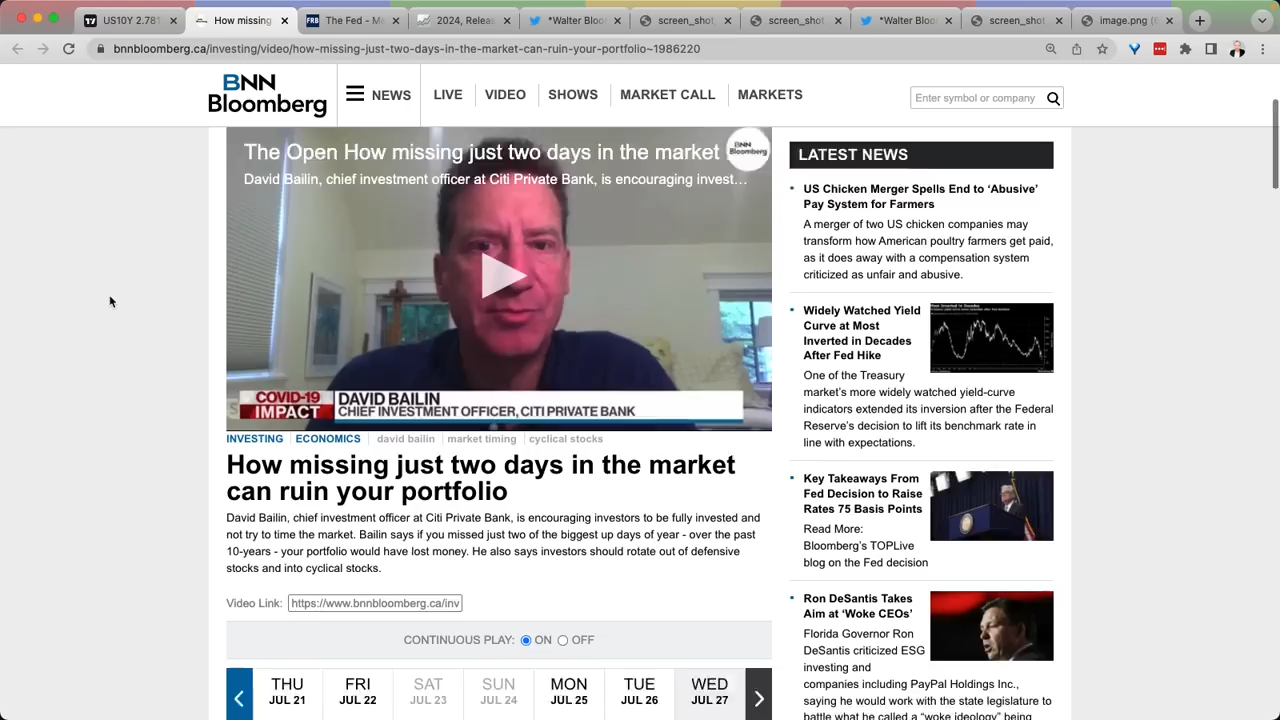 US10Y 2.781
How missing
The Fed - Me
2024, Releas
*Walter Bloo
screen_shot_
screen_shot_
*Walter Bloo
screen_shot
image.png (6
bnnbloomberg.ca/investing/video/how-missing-just-two-days-in-the-market-can-ruin-your-portfolio~1986220
BNN
Bloomberg
NEWS
LIVE
VIDEO
SHOWS
MARKET CALL
MARKETS
Enter symbol or company
The Open How missing just two days in the market
BNN
Bloomberg
David Bailin, chief investment officer at Citi Private Bank, is encouraging invest...
COVID-19
IMPACT
DAVID BAILIN
CHIEF INVESTMENT OFFICER, CITI PRIVATE BANK
INVESTING
ECONOMICS
david bailin
market timing
cyclical stocks
How missing just two days in the market
can ruin your portfolio
David Bailin, chief investment officer at Citi Private Bank, is encouraging investors to be fully invested and
not try to time the market. Bailin says if you missed just two of the biggest up days of year - over the past
10-years - your portfolio would have lost money. He also says investors should rotate out of defensive
stocks and into cyclical stocks.
Video Link: https://www.bnnbloomberg.ca/inv
CONTINUOUS PLAY: ON OFF
THU
JUL 21
FRI
JUL 22
SAT
JUL 23
SUN
JUL 24
MON
JUL 25
TUE
JUL 26
WED
JUL 27
LATEST NEWS
US Chicken Merger Spells End to ‘Abusive’
Pay System for Farmers
A merger of two US chicken companies may
transform how American poultry farmers get paid,
as it does away with a compensation system
criticized as unfair and abusive.
Widely Watched Yield
Curve at Most
Inverted in Decades
After Fed Hike
One of the Treasury
market’s more widely watched yield-curve
indicators extended its inversion after the Federal
Reserve’s decision to lift its benchmark rate in
line with expectations.
Key Takeaways From
Fed Decision to Raise
Rates 75 Basis Points
Read More:
Bloomberg’s TOPLive
blog on the Fed decision
Ron DeSantis Takes
Aim at ‘Woke CEOs’
Florida Governor Ron
DeSantis criticized ESG
investing and
companies including PayPal Holdings Inc.,
saying he would work with the state legislature to
battle what he called a “woke ideology” being